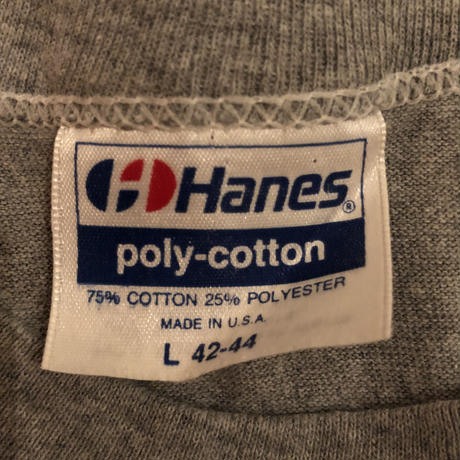 Hanes®
poly-cotton
75% COTTON 25% POLYESTER
MADE IN U.S.A.
L 42-44